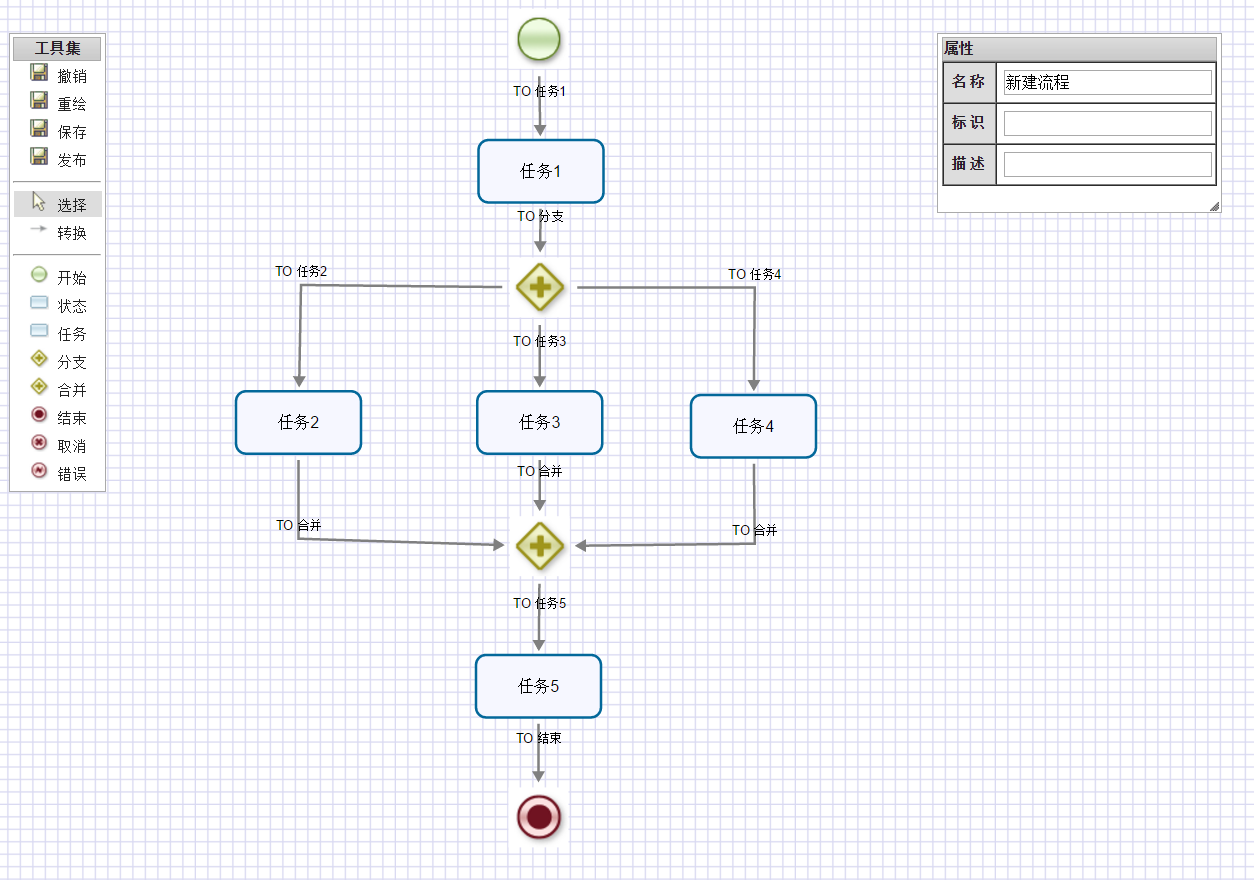 工具集
撤销
重绘
保存
发布
选择
转换
开始
状态
任务
分支
合并
结束
取消
错误
TO 任务1
任务1
TO 分支
TO 任务2
TO 任务4
TO 任务3
任务2
任务3
任务4
TO 合并
TO 合并
TO 合并
TO 任务5
任务5
TO 结束
属性
名称 新建流程
标识
描述